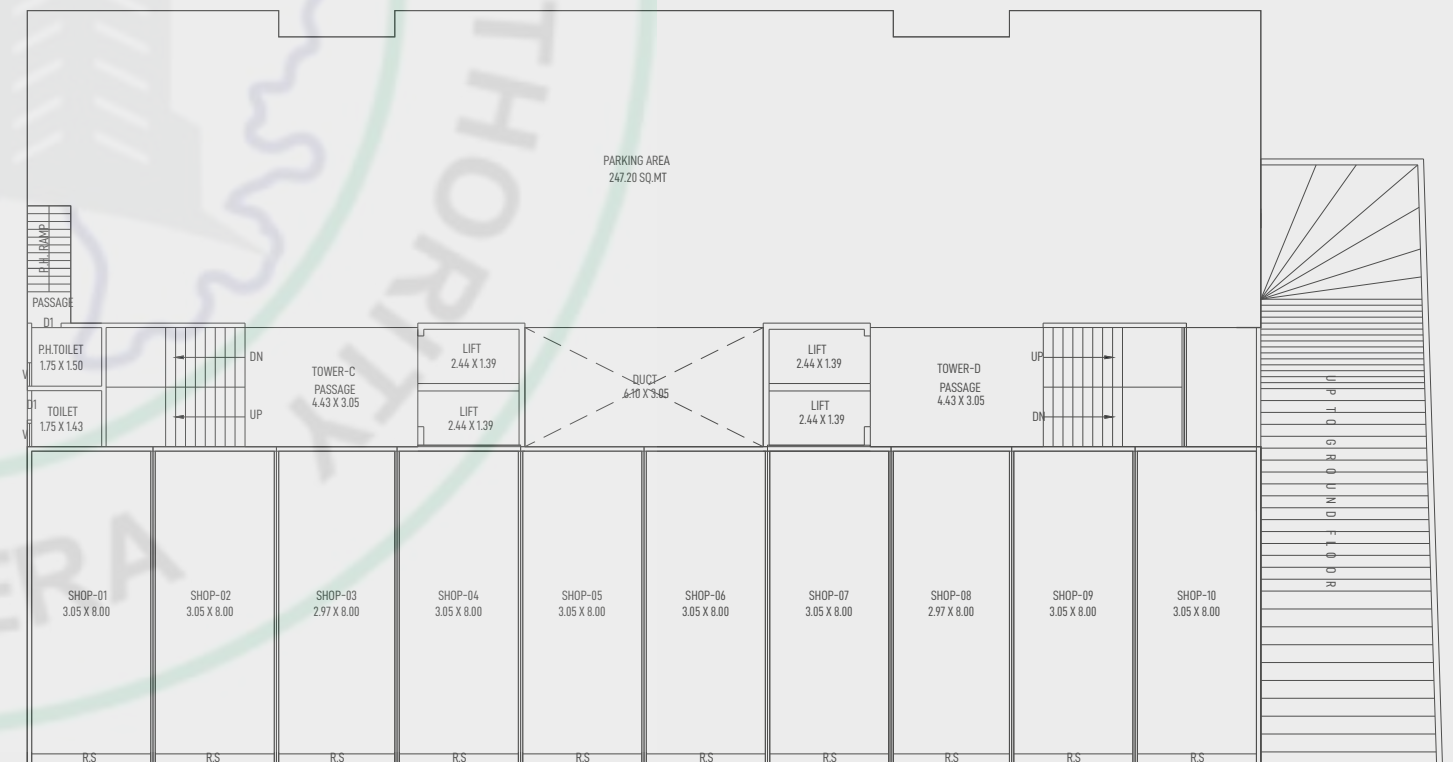 THORITY
ERA
PARKING AREA
247.20 SQ.MT
P.H. RAMP
PASSAGE
D1
P.H.TOILET
1.75 X 1.50
V
D1
TOILET
1.75 X 1.43
V
DN
UP
TOWER-C
PASSAGE
4.43 X 3.05
LIFT
2.44 X 1.39
LIFT
2.44 X 1.39
DUCT
6.10 X 3.05
LIFT
2.44 X 1.39
LIFT
2.44 X 1.39
TOWER-D
PASSAGE
4.43 X 3.05
UP
DN
UP TO GROUND FLOOR
SHOP-01
3.05 X 8.00
SHOP-02
3.05 X 8.00
SHOP-03
2.97 X 8.00
SHOP-04
3.05 X 8.00
SHOP-05
3.05 X 8.00
SHOP-06
3.05 X 8.00
SHOP-07
3.05 X 8.00
SHOP-08
2.97 X 8.00
SHOP-09
3.05 X 8.00
SHOP-10
3.05 X 8.00
R.S
R.S
R.S
R.S
R.S
R.S
R.S
R.S
R.S
R.S